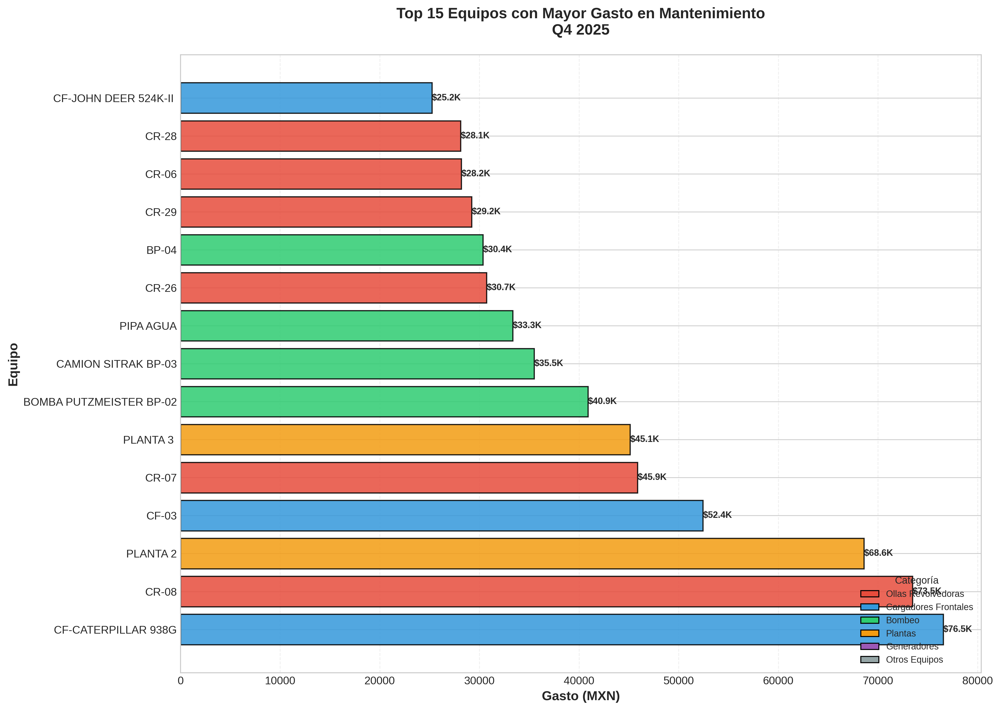 Top 15 Equipos con Mayor Gasto en Mantenimiento
Q4 2025
CF-JOHN DEER 524K-II
$25.2K
CR-28
$28.1K
CR-06
$28.2K
CR-29
$29.2K
BP-04
$30.4K
CR-26
$30.7K
PIPA AGUA
$33.3K
CAMION SITRAK BP-03
$35.5K
BOMBA PUTZMEISTER BP-02
$40.9K
PLANTA 3
$45.1K
CR-07
$45.9K
CF-03
$52.4K
PLANTA 2
$68.6K
CR-08
$73.5K
CF-CATERPILLAR 938G
$76.5K
Equipo
Categoría
Ollas Revolvedoras
Cargadores Frontales
Bombeo
Plantas
Generadores
Otros Equipos
0 10000 20000 30000 40000 50000 60000 70000 80000
Gasto (MXN)